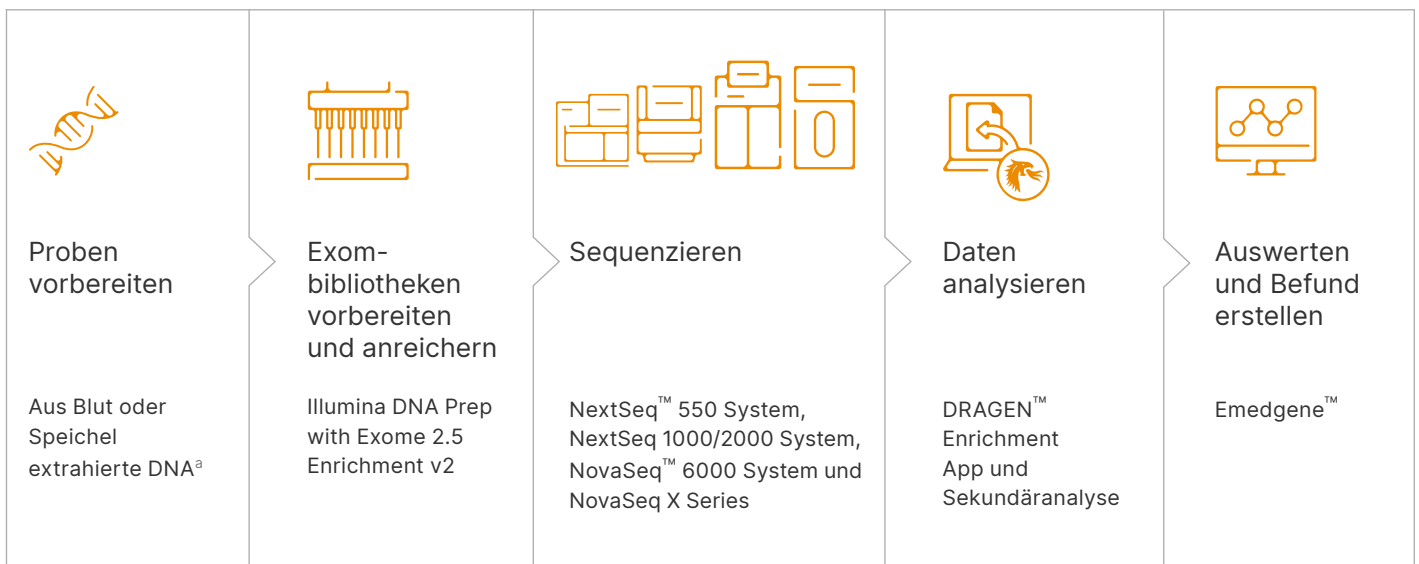 Proben
vorbereiten
Aus Blut oder
Speichel
extrahierte DNAª
Exom-
bibliotheken
vorbereiten
und anreichern
Illumina DNA Prep
with Exome 2.5
Enrichment v2
Sequenzieren
NextSeq™ 550 System,
NextSeq 1000/2000 System,
NovaSeq™ 6000 System und
NovaSeq X Series
Daten
analysieren
DRAGEN™
Enrichment
App und
Sekundäranalyse
Auswerten
und Befund
erstellen
Emedgene™